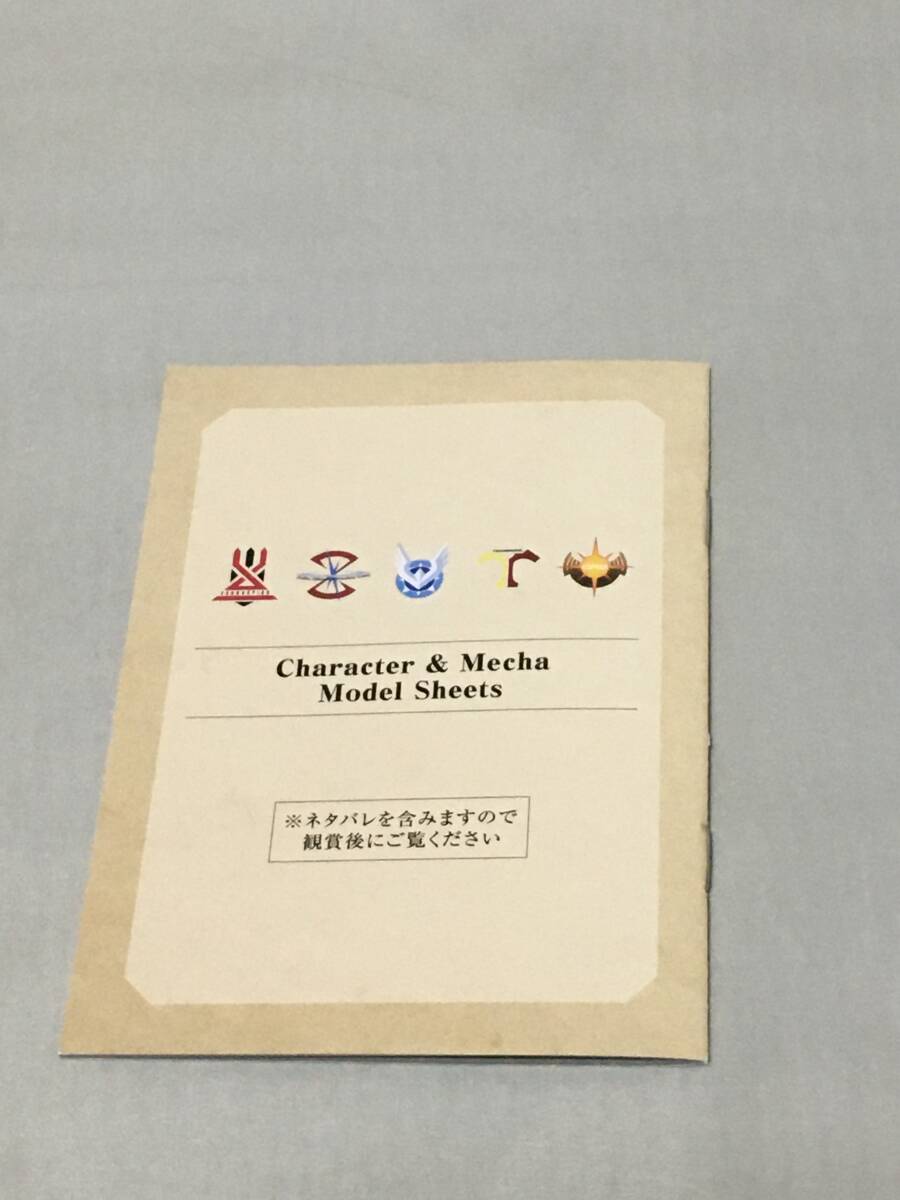 Character & Mecha
Model Sheets
※ネタバレを含みますので
観賞後にご覧ください